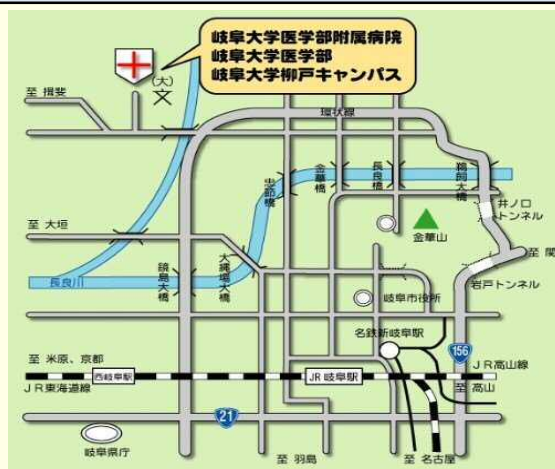 岐阜大学医学部附属病院
岐阜大学医学部
岐阜大学柳戸キャンパス
(大)
文
至 揖斐
環状線
忠節橋
金華橋
長良橋
鵜飼大橋
井ノ口
トンネル
至 大垣
金華山
至 関
長良川
鏡島大橋
大縄場大橋
岩戸トンネル
岐阜市役所
名鉄新岐阜駅
156
至 米原、京都
JR高山線
西岐阜駅
JR岐阜駅
JR東海道線
至 高山
21
岐阜県庁
至 羽島
至 名古屋